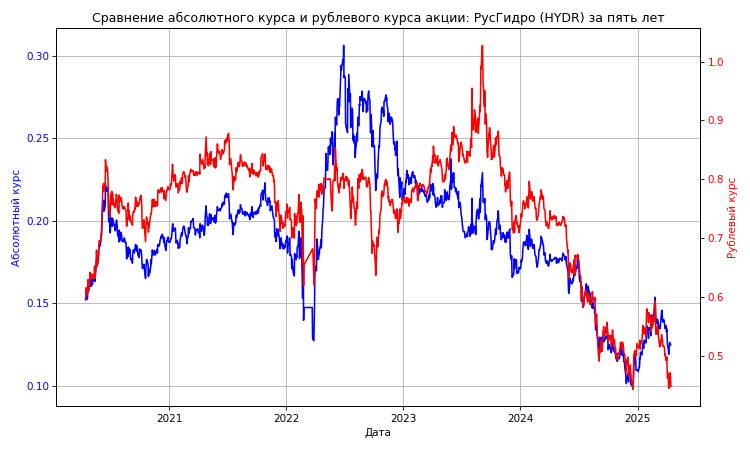 Сравнение абсолютного курса и рублевого курса акции: РусГидро (HYDR) за пять лет
0.30
0.25
0.20
0.15
0.10
Абсолютный курс
1.0
0.9
0.8
0.7
0.6
0.5
Рублевый курс
2021 2022 2023 2024 2025
Дата